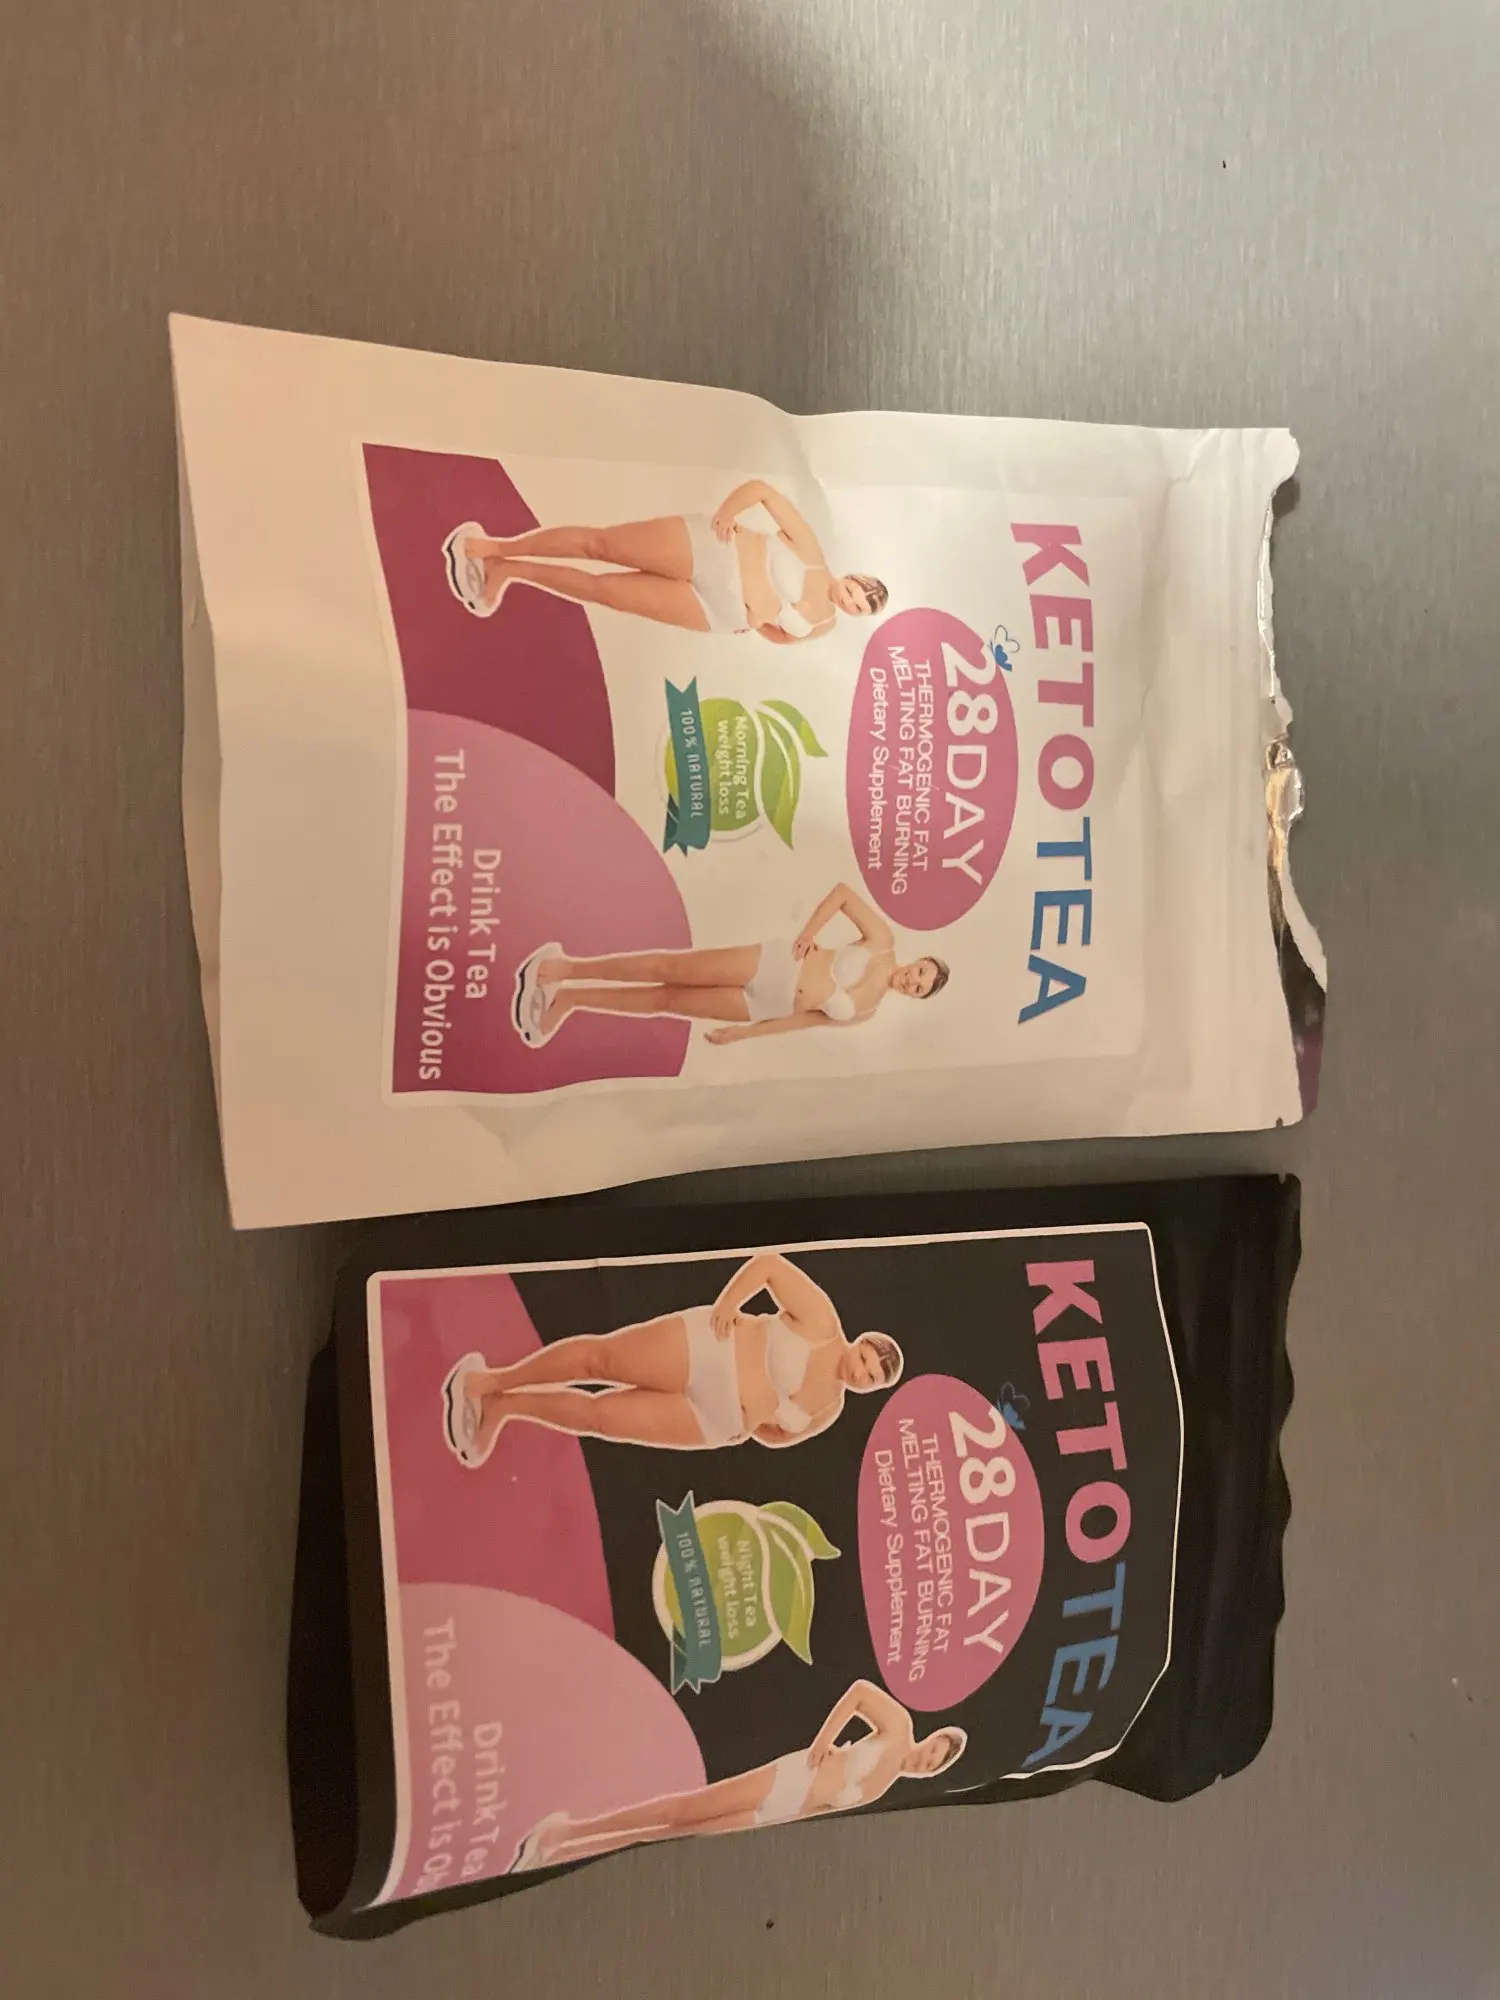 KETOTEA
28DAY
THERMOGENIC FAT
MELTING FAT BURNING
Dietary Supplement
Morning Tea
weight loss
100% NATURAL
Drink Tea
The Effect is Obvious
KETOTEA
28DAY
THERMOGENIC FAT
MELTING FAT BURNING
Dietary Supplement
Night Tea
weight loss
100% NATURAL
Drink Tea
The Effect is Ob